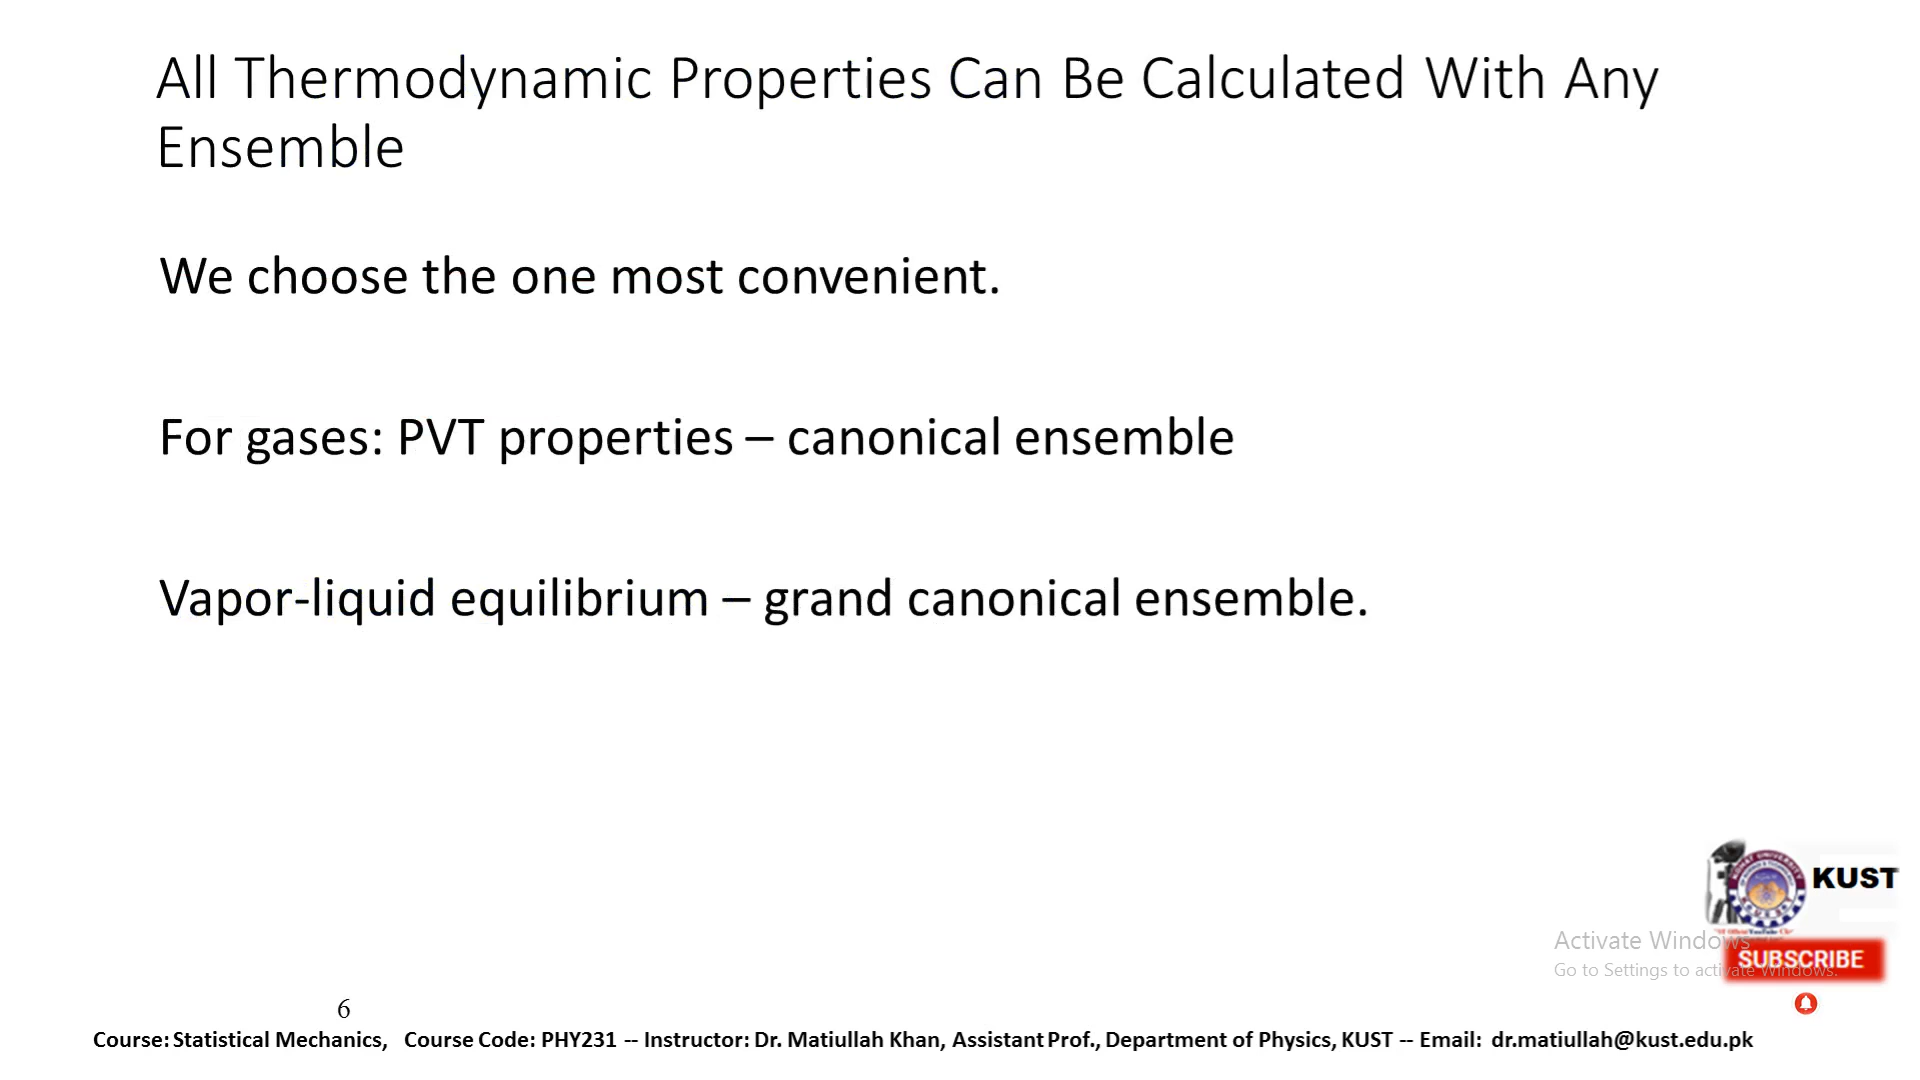 All Thermodynamic Properties Can Be Calculated With Any
Ensemble
We choose the one most convenient.
For gases: PVT properties – canonical ensemble
Vapor-liquid equilibrium – grand canonical ensemble.
KUST
Activate Windows
SUBSCRIBE
Go to Settings to activate Windows.
6
Course: Statistical Mechanics, Course Code: PHY231 -- Instructor: Dr. Matiullah Khan, Assistant Prof., Department of Physics, KUST -- Email: dr.matiullah@kust.edu.pk